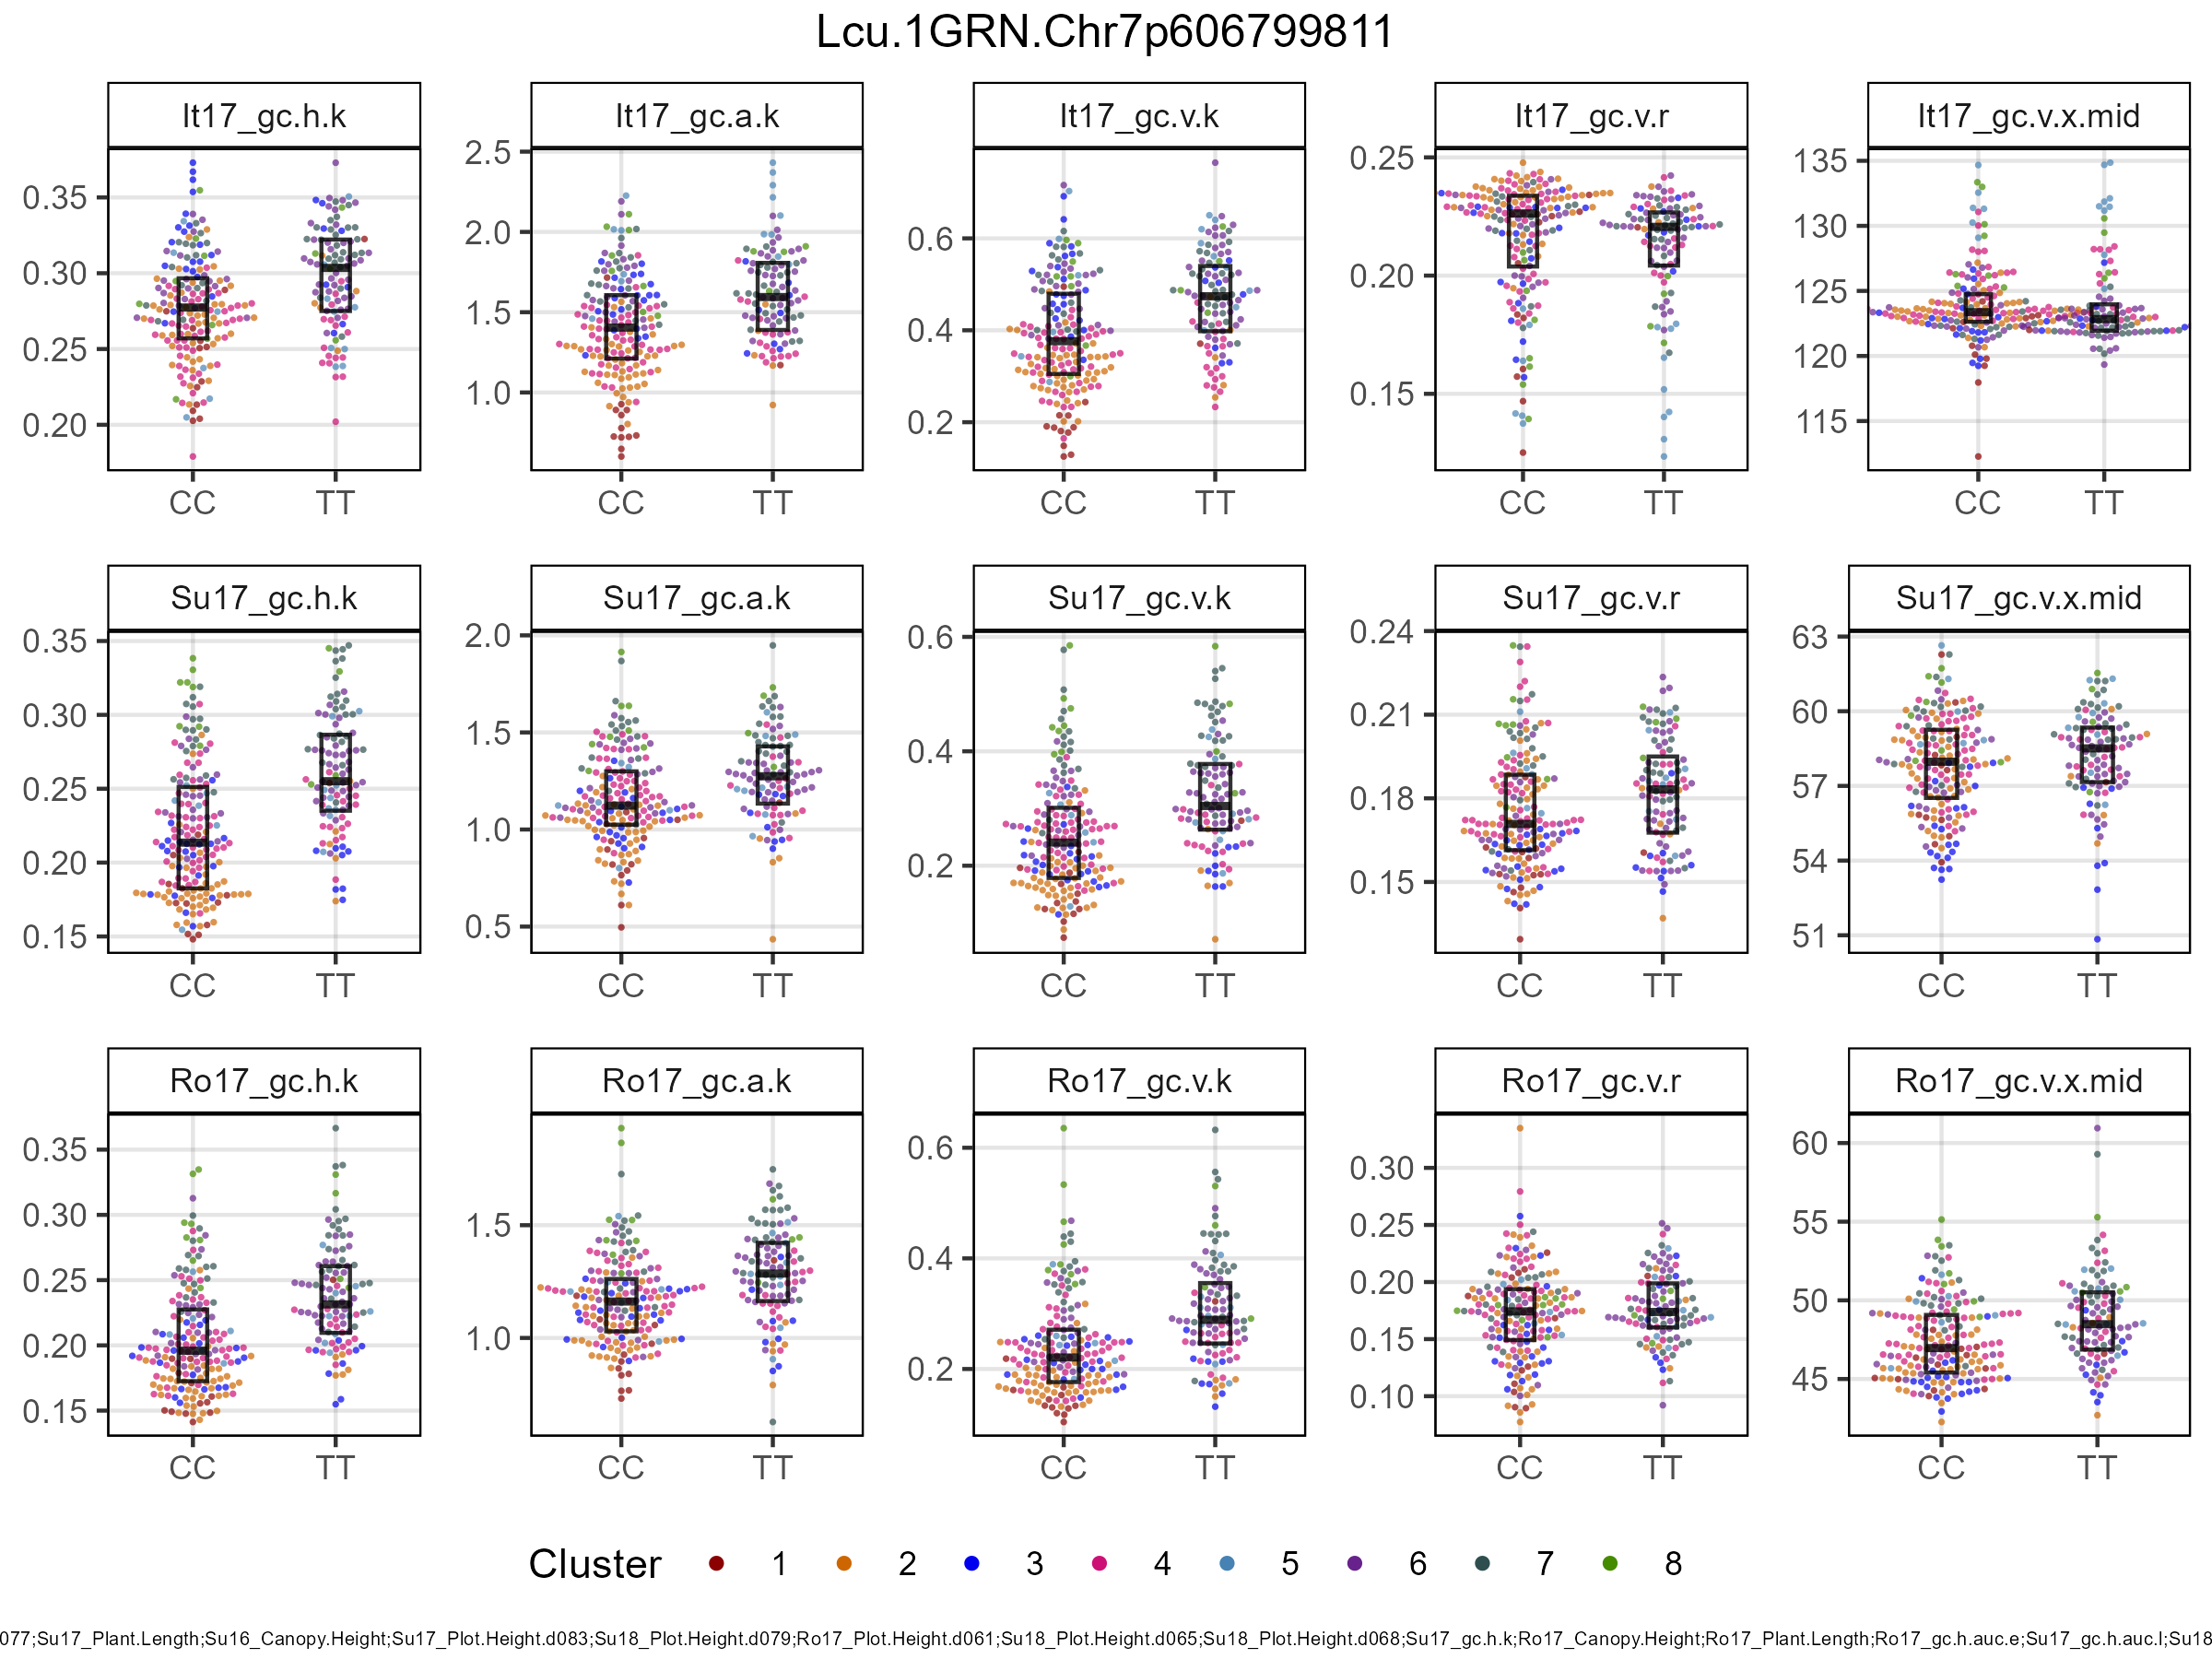 Lcu.1GRN.Chr7p606799811
It17_gc.h.k
It17_gc.a.k
It17_gc.v.k
It17_gc.v.r
It17_gc.v.x.mid
0.35
0.30
0.25
0.20
CC TT
2.5
2.0
1.5
1.0
CC TT
0.6
0.4
0.2
CC TT
0.25
0.20
0.15
CC TT
135
130
125
120
115
CC TT
Su17_gc.h.k
Su17_gc.a.k
Su17_gc.v.k
Su17_gc.v.r
Su17_gc.v.x.mid
0.35
0.30
0.25
0.20
0.15
CC TT
2.0
1.5
1.0
0.5
CC TT
0.6
0.4
0.2
CC TT
0.24
0.21
0.18
0.15
CC TT
63
60
57
54
51
CC TT
Ro17_gc.h.k
Ro17_gc.a.k
Ro17_gc.v.k
Ro17_gc.v.r
Ro17_gc.v.x.mid
0.35
0.30
0.25
0.20
0.15
CC TT
1.5
1.0
CC TT
0.6
0.4
0.2
CC TT
0.30
0.25
0.20
0.15
0.10
CC TT
60
55
50
45
CC TT
Cluster 1 2 3 4 5 6 7 8
077;Su17_Plant.Length;Su16_Canopy.Height;Su17_Plot.Height.d083;Su18_Plot.Height.d079;Ro17_Plot.Height.d061;Su18_Plot.Height.d065;Su18_Plot.Height.d068;Su17_gc.h.k;Ro17_Canopy.Height;Ro17_Plant.Length;Ro17_gc.h.auc.e;Su17_gc.h.auc.l;Su18